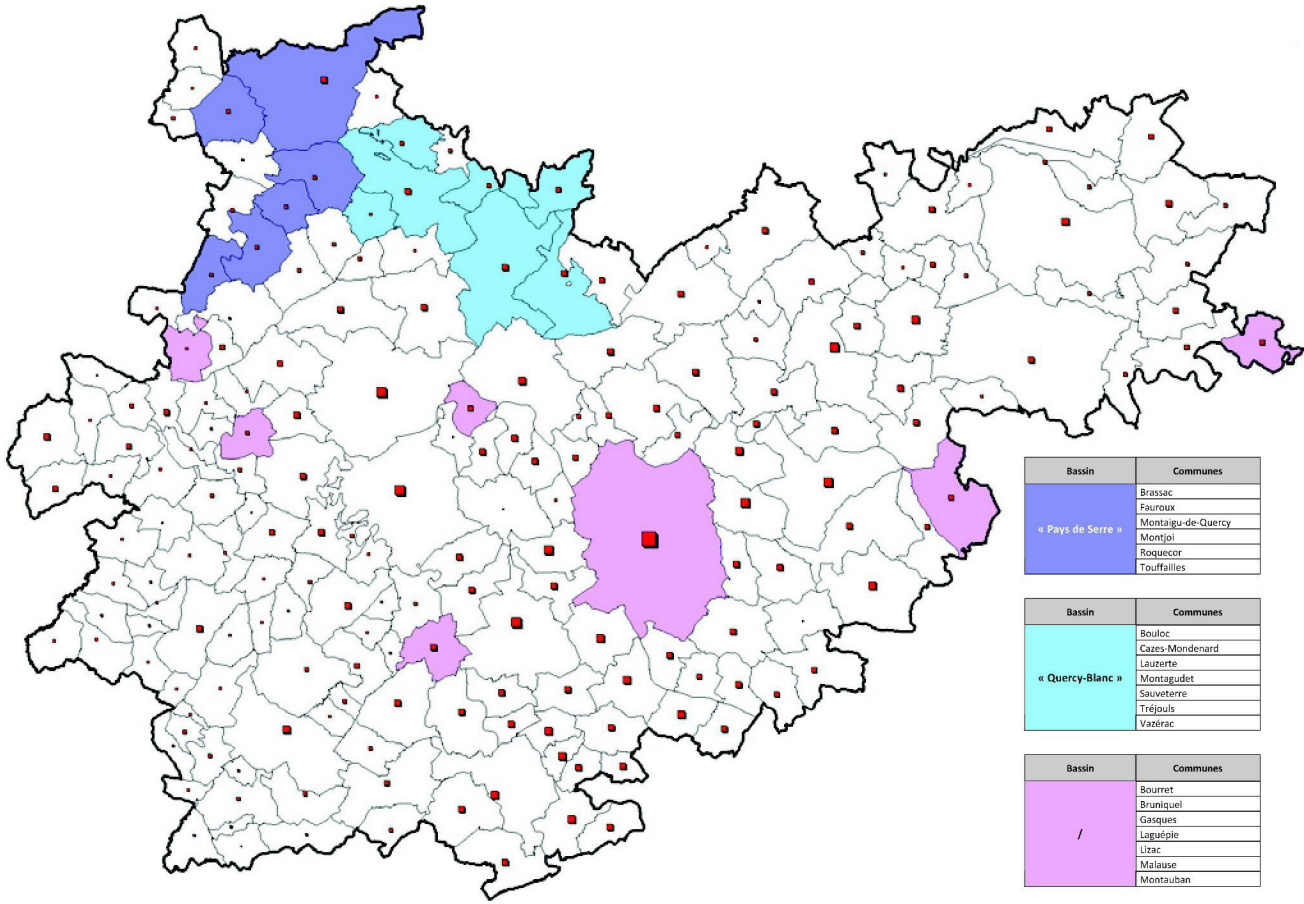 Bassin Communes
« Pays de Serre »
Brassac
Fauroux
Montaigu-de-Quercy
Montjoi
Roquecor
Touffailles
Bassin Communes
« Quercy-Blanc »
Bouloc
Cazes-Mondenard
Lauzerte
Montagudet
Sauveterre
Tréjouls
Vazérac
Bassin Communes
/
Bourret
Bruniquel
Gasques
Laguépie
Lizac
Malause
Montauban